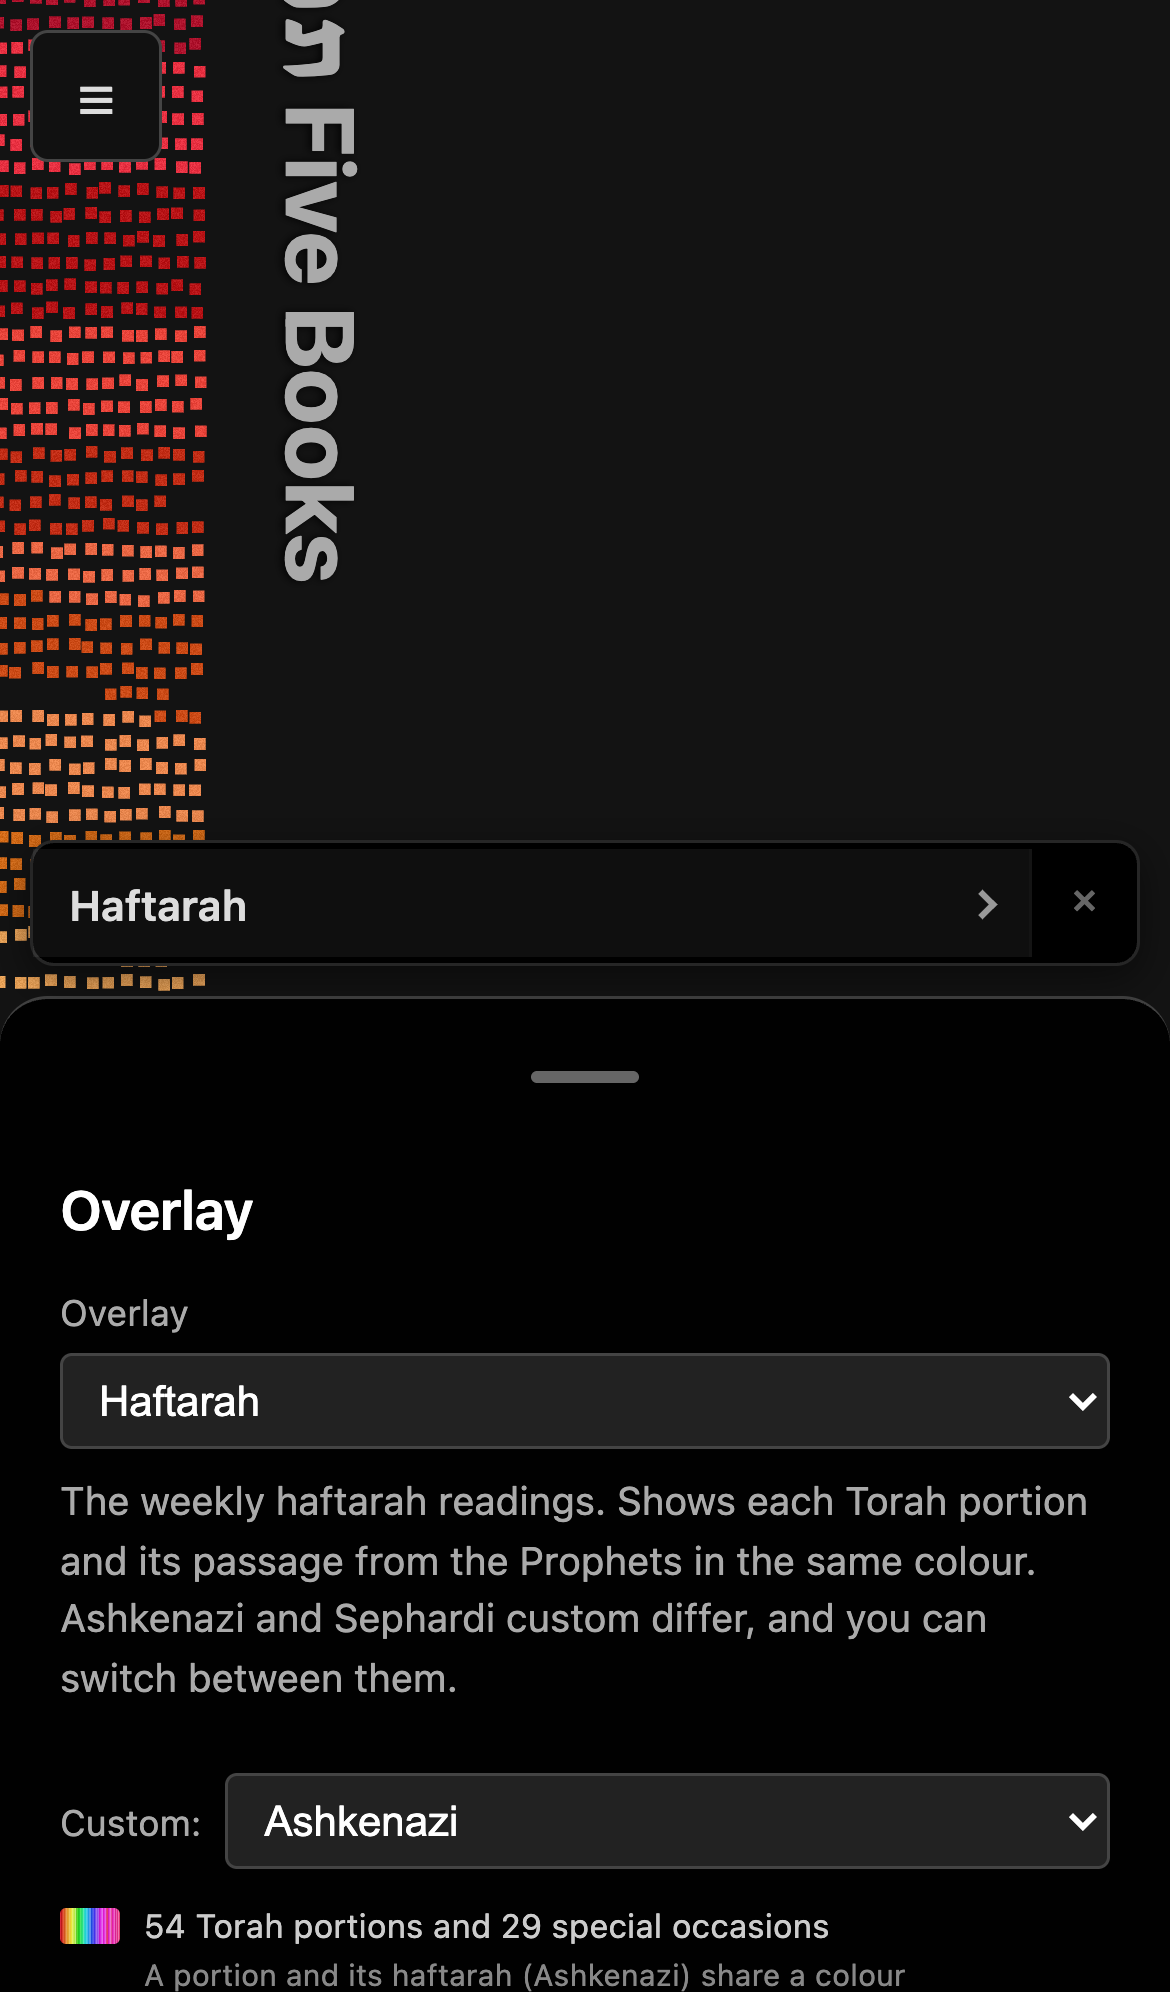 Five Books
Haftarah
Overlay
Overlay
Haftarah
The weekly haftarah readings. Shows each Torah portion
and its passage from the Prophets in the same colour.
Ashkenazi and Sephardi custom differ, and you can
switch between them.
Custom:
Ashkenazi
54 Torah portions and 29 special occasions
A portion and its haftarah (Ashkenazi) share a colour